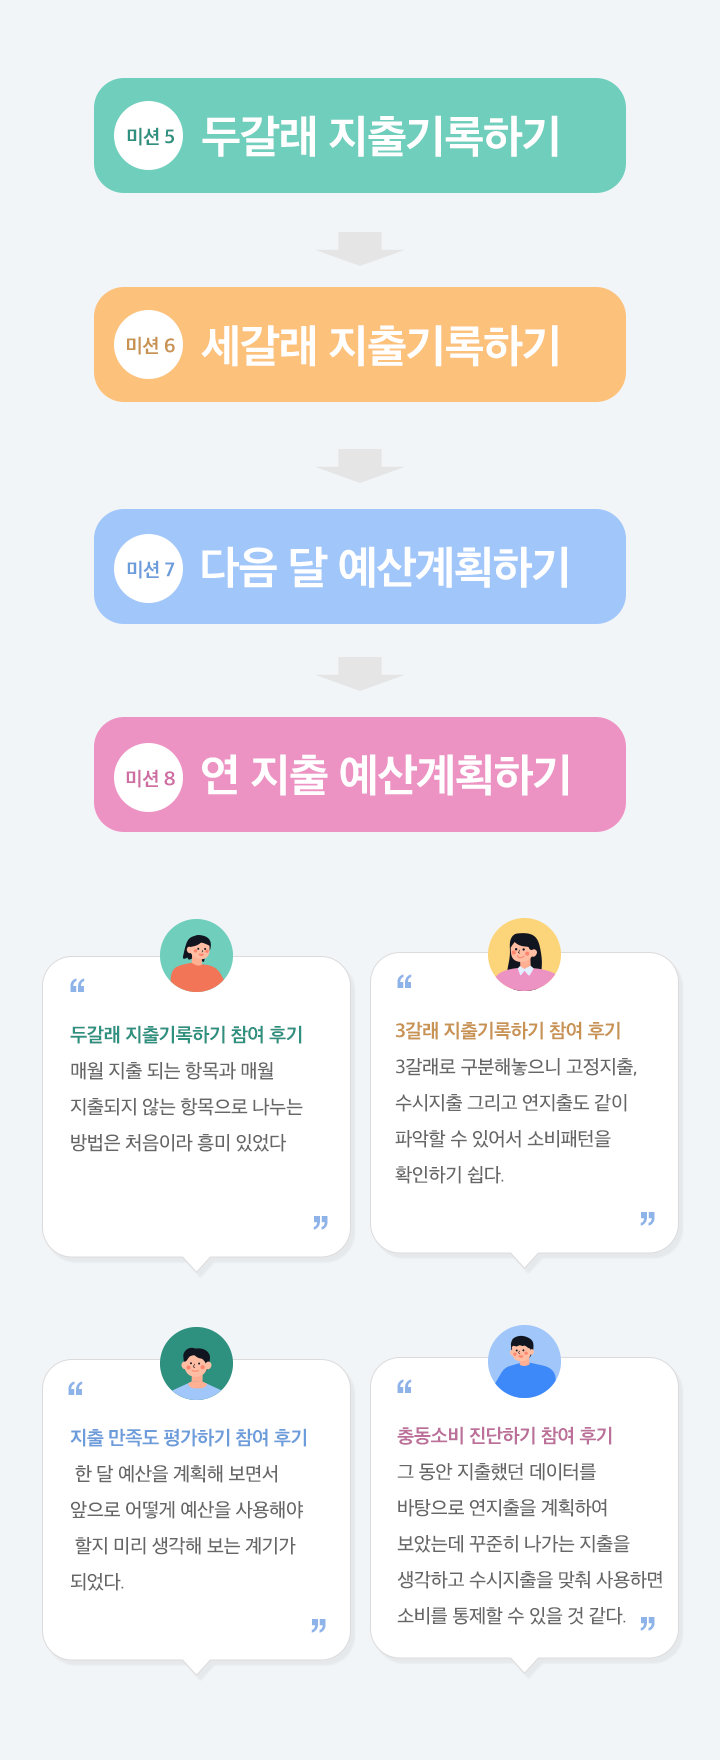 미션 5 두갈래 지출기록하기
미션 6 세갈래 지출기록하기
미션 7 다음 달 예산계획하기
미션 8 연 지출 예산계획하기
“
두갈래 지출기록하기 참여 후기
매월 지출 되는 항목과 매월
지출되지 않는 항목으로 나누는
방법은 처음이라 흥미 있었다
”
“
3갈래 지출기록하기 참여 후기
3갈래로 구분해놓으니 고정지출,
수시지출 그리고 연지출도 같이
파악할 수 있어서 소비패턴을
확인하기 쉽다.
”
“
지출 만족도 평가하기 참여 후기
한 달 예산을 계획해 보면서
앞으로 어떻게 예산을 사용해야
할지 미리 생각해 보는 계기가
되었다.
”
“
충동소비 진단하기 참여 후기
그 동안 지출했던 데이터를
바탕으로 연지출을 계획하여
보았는데 꾸준히 나가는 지출을
생각하고 수시지출을 맞춰 사용하면
소비를 통제할 수 있을 것 같다. ”